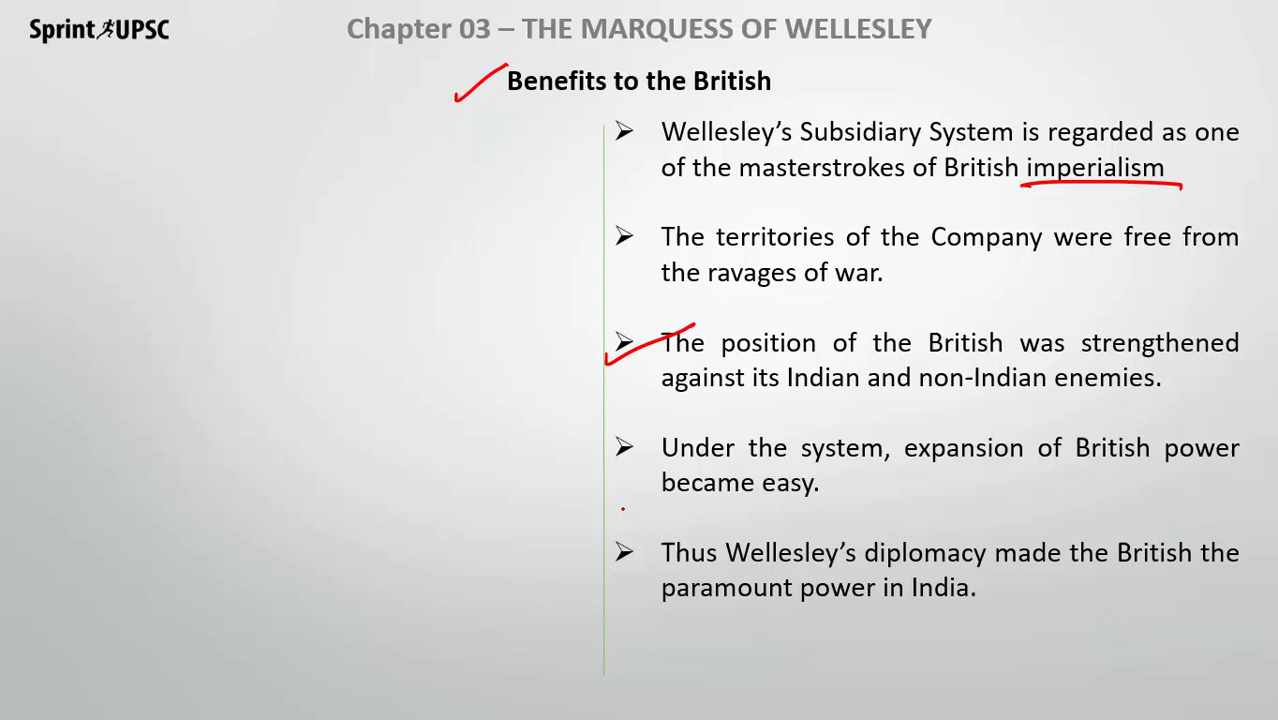 Sprint UPSC
Chapter 03 – THE MARQUESS OF WELLESLEY
Benefits to the British
➢ Wellesley's Subsidiary System is regarded as one
of the masterstrokes of British imperialism
➢ The territories of the Company were free from
the ravages of war.
➢ The position of the British was strengthened
against its Indian and non-Indian enemies.
➢ Under the system, expansion of British power
became easy.
➢ Thus Wellesley's diplomacy made the British the
paramount power in India.